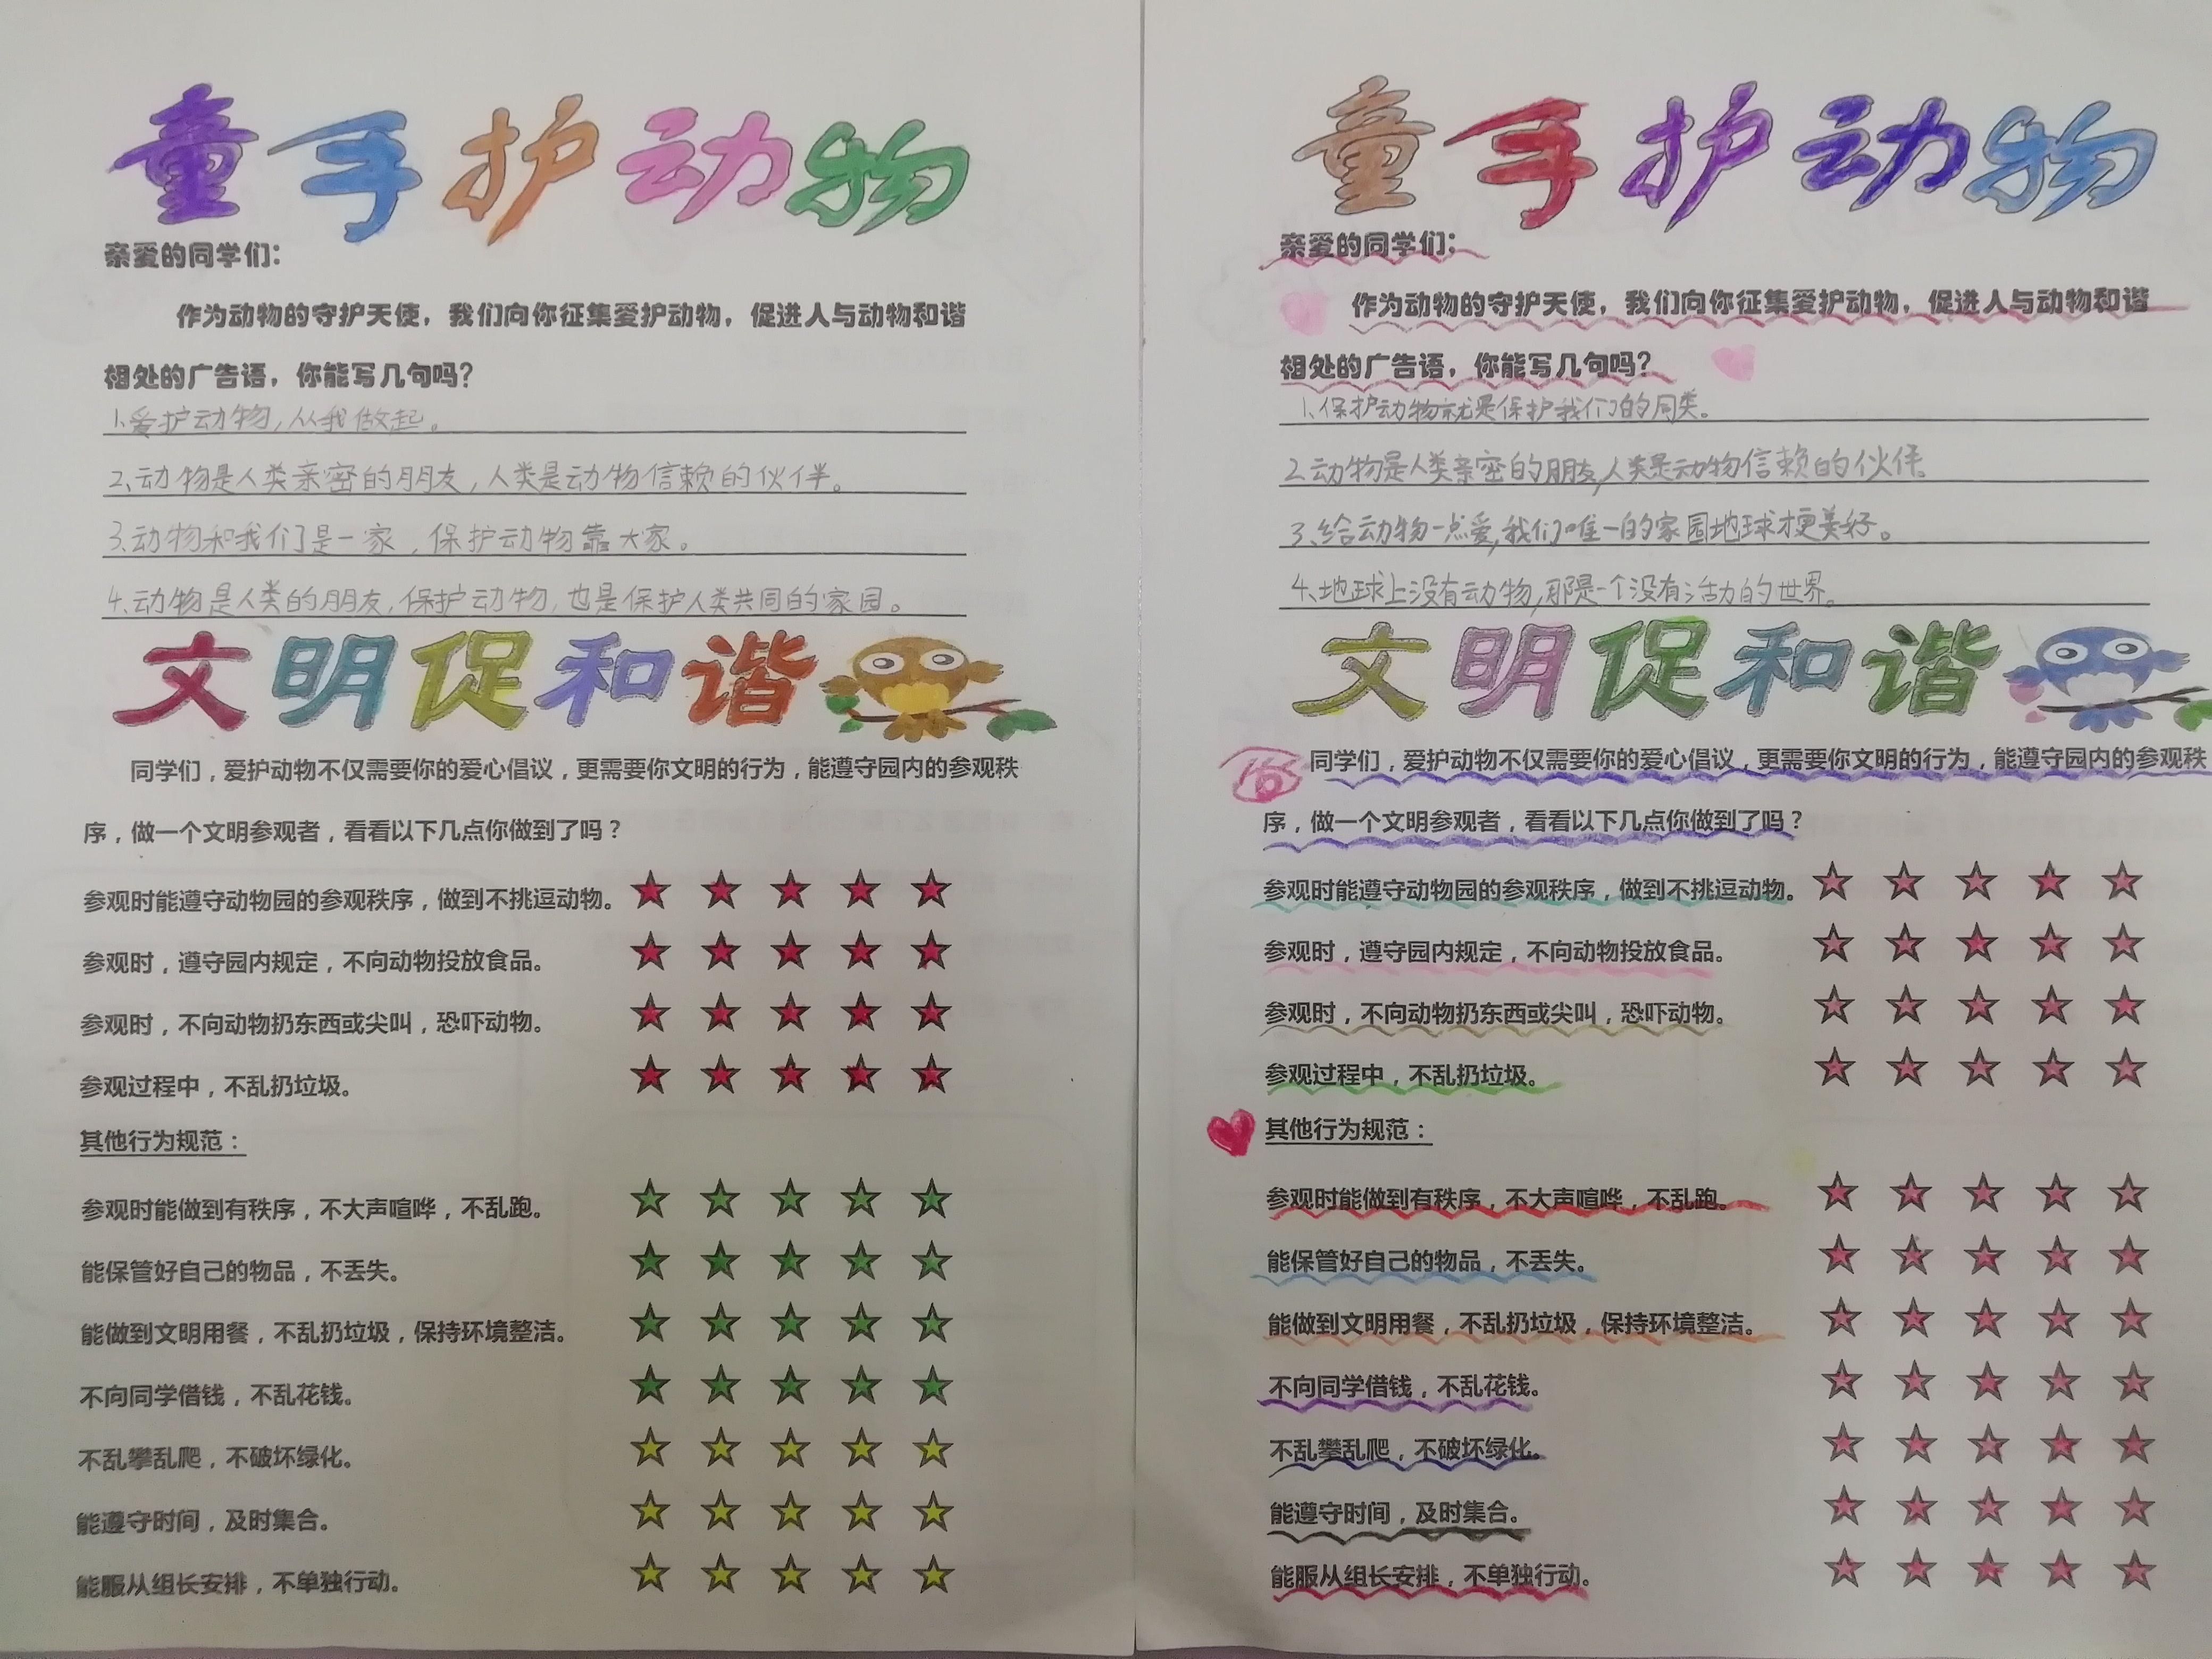 童手护动物
亲爱的同学们：
作为动物的守护天使，我们向你征集爱护动物，促进人与动物和谐
相处的广告语，你能写几句吗？
1.爱护动物，从我做起。
2.动物是人类亲密的朋友，人类是动物信赖的伙伴。
3.动物和我们是一家，保护动物靠大家。
4.动物是人类的朋友，保护动物，也是保护人类共同的家园。
文明促和谐
同学们，爱护动物不仅需要你的爱心倡议，更需要你文明的行为，能遵守园内的参观秩
序，做一个文明参观者，看看以下几点你做到了吗？
参观时能遵守动物园的参观秩序，做到不挑逗动物。
参观时，遵守园内规定，不向动物投放食品。
参观时，不向动物扔东西或尖叫，恐吓动物。
参观过程中，不乱扔垃圾。
其他行为规范：
参观时能做到有秩序，不大声喧哗，不乱跑。
能保管好自己的物品，不丢失。
能做到文明用餐，不乱扔垃圾，保持环境整洁。
不向同学借钱，不乱花钱。
不乱攀乱爬，不破坏绿化。
能遵守时间，及时集合。
能服从组长安排，不单独行动。
童手护动物
亲爱的同学们：
作为动物的守护天使，我们向你征集爱护动物，促进人与动物和谐
相处的广告语，你能写几句吗？
1.保护动物就是保护我们的同类。
2.动物是人类亲密的朋友，人类是动物信赖的伙伴。
3.给动物一点爱，我们唯一的家园地球才更美好。
4.地球上没有动物，那是一个没有活力的世界。
文明促和谐
同学们，爱护动物不仅需要你的爱心倡议，更需要你文明的行为，能遵守园内的参观秩
序，做一个文明参观者，看看以下几点你做到了吗？
参观时能遵守动物园的参观秩序，做到不挑逗动物。
参观时，遵守园内规定，不向动物投放食品。
参观时，不向动物扔东西或尖叫，恐吓动物。
参观过程中，不乱扔垃圾。
其他行为规范：
参观时能做到有秩序，不大声喧哗，不乱跑。
能保管好自己的物品，不丢失。
能做到文明用餐，不乱扔垃圾，保持环境整洁。
不向同学借钱，不乱花钱。
不乱攀乱爬，不破坏绿化。
能遵守时间，及时集合。
能服从组长安排，不单独行动。